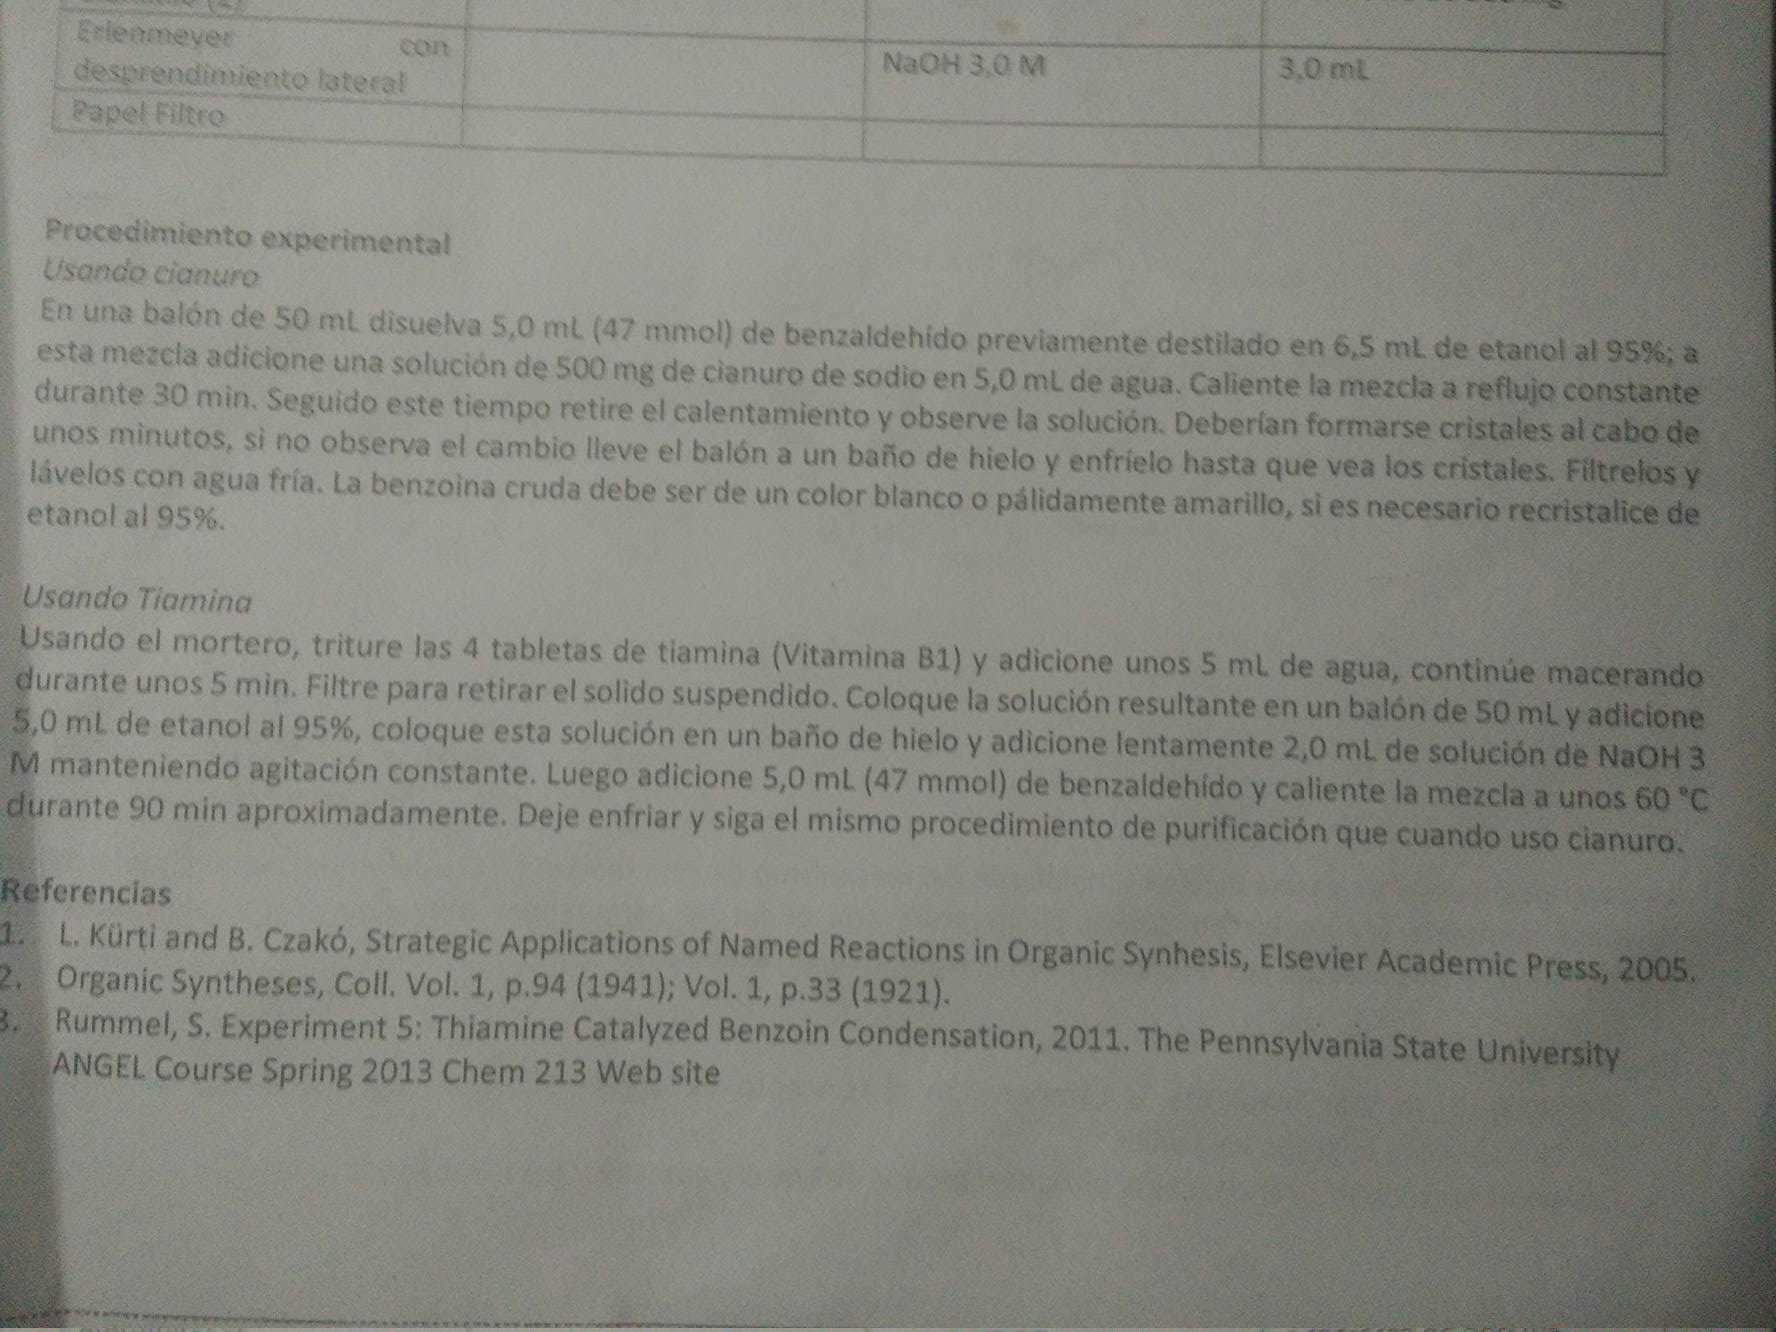 Erlenmeyer con
desprendimiento lateral
NaOH 3,0 M
3,0 mL
Papel Filtro
Procedimiento experimental
Usando cianuro
En una balón de 50 mL disuelva 5,0 mL (47 mmol) de benzaldehído previamente destilado en 6,5 mL de etanol al 95%; a
esta mezcla adicione una solución de 500 mg de cianuro de sodio en 5,0 mL de agua. Caliente la mezcla a reflujo constante
durante 30 min. Seguido este tiempo retire el calentamiento y observe la solución. Deberían formarse cristales al cabo de
unos minutos, si no observa el cambio lleve el balón a un baño de hielo y enfríelo hasta que vea los cristales. Fíltrelos y
lávelos con agua fría. La benzoina cruda debe ser de un color blanco o pálidamente amarillo, si es necesario recristalice de
etanol al 95%.
Usando Tiamina
Usando el mortero, triture las 4 tabletas de tiamina (Vitamina B1) y adicione unos 5 mL de agua, continúe macerando
durante unos 5 min. Filtre para retirar el solido suspendido. Coloque la solución resultante en un balón de 50 mL y adicione
5,0 mL de etanol al 95%, coloque esta solución en un baño de hielo y adicione lentamente 2,0 mL de solución de NaOH 3
M manteniendo agitación constante. Luego adicione 5,0 mL (47 mmol) de benzaldehído y caliente la mezcla a unos 60 °C
durante 90 min aproximadamente. Deje enfriar y siga el mismo procedimiento de purificación que cuando uso cianuro.
Referencias
1. L. Kürti and B. Czakó, Strategic Applications of Named Reactions in Organic Synhesis, Elsevier Academic Press, 2005.
2. Organic Syntheses, Coll. Vol. 1, p.94 (1941); Vol. 1, p.33 (1921).
3. Rummel, S. Experiment 5: Thiamine Catalyzed Benzoin Condensation, 2011. The Pennsylvania State University
ANGEL Course Spring 2013 Chem 213 Web site